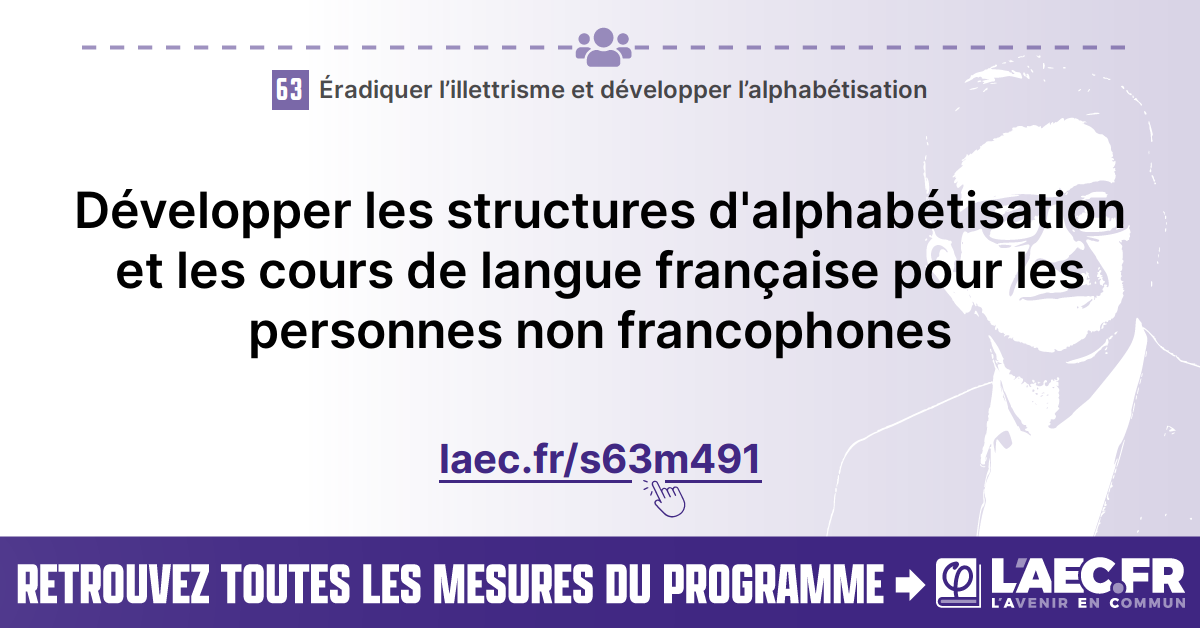 63 Éradiquer l’illettrisme et développer l’alphabétisation
Développer les structures d'alphabétisation
et les cours de langue française pour les
personnes non francophones
laec.fr/s63m491
RETROUVEZ TOUTES LES MESURES DU PROGRAMME
L'AEC.FR
L'AVENIR EN COMMUN